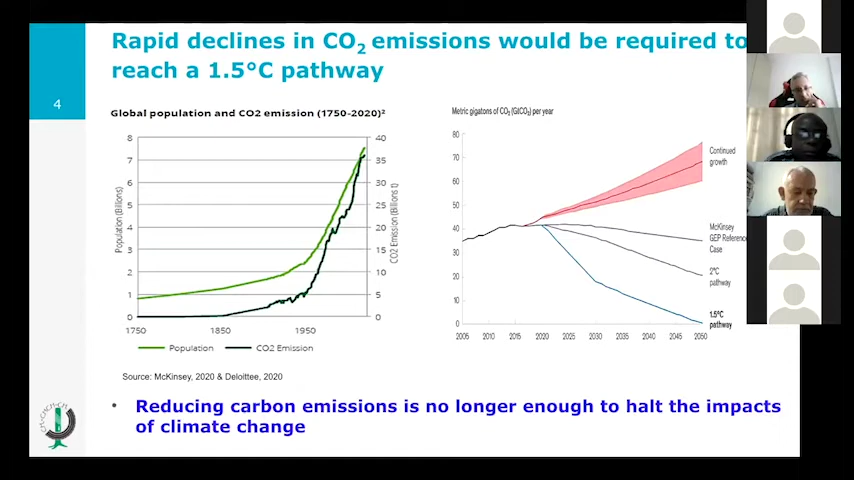 Rapid declines in CO2 emissions would be required to
reach a 1.5°C pathway
4
Global population and CO2 emission (1750-2020)²
8
7
6
5
4
3
2
1
0
Population (Billions)
40
35
30
25
20
15
10
5
0
CO2 Emission (Billions t)
1750
1850
1950
Population
CO2 Emission
Metric gigatons of CO2 (GtCO2) per year
80
70
60
50
40
30
20
10
0
2005
2010
2015
2020
2025
2030
2035
2040
2045
2050
Continued
growth
McKinsey
GEP Reference
Case
2°C
pathway
1.5°C
pathway
Source: McKinsey, 2020 & Deloittee, 2020
• Reducing carbon emissions is no longer enough to halt the impacts
of climate change